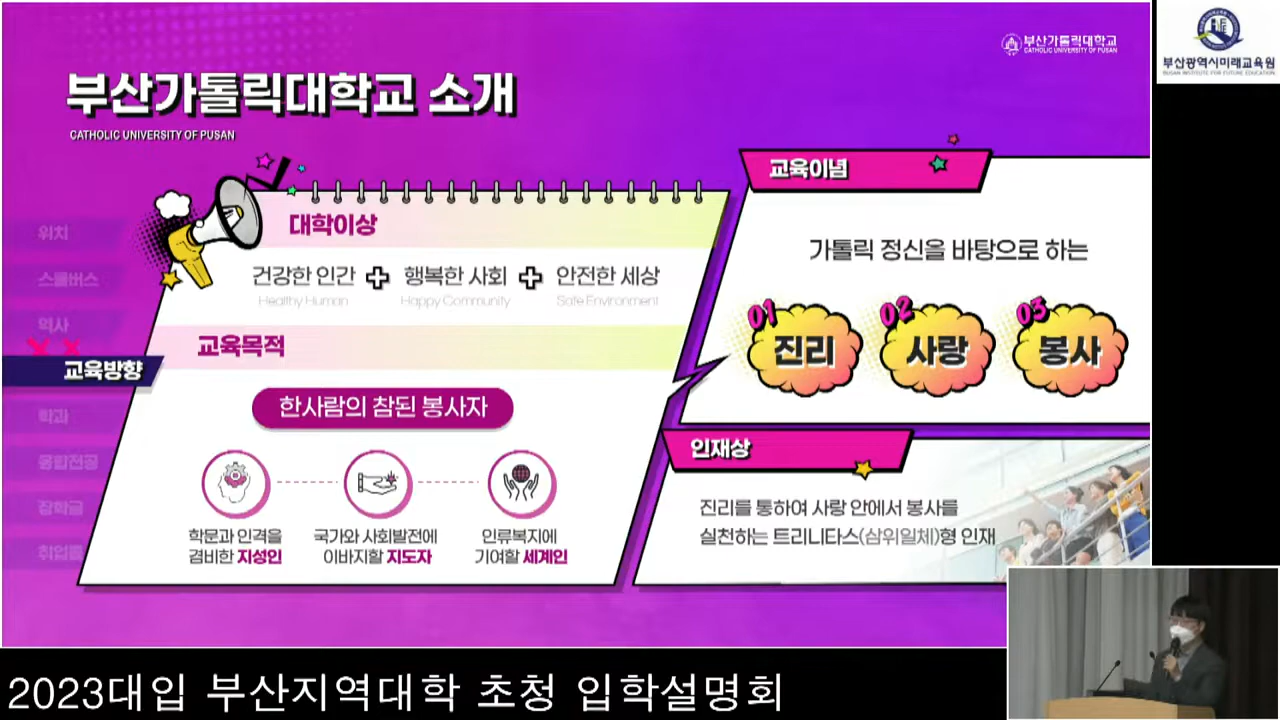 부산가톨릭대학교
CATHOLIC UNIVERSITY OF PUSAN
부산광역시미래교육원
BUSAN INSTITUTE FOR FUTURE EDUCATION
부산가톨릭대학교 소개
CATHOLIC UNIVERSITY OF PUSAN
위치
스쿨버스
역사
교육방향
학과
융합전공
장학금
대학이상
건강한 인간 + 행복한 사회 + 안전한 세상
Healthy Human Happy Community Safe Environment
교육목적
한사람의 참된 봉사자
학문과 인격을
겸비한 지성인
국가와 사회발전에
이바지할 지도자
인류복지에
기여할 세계인
교육이념
가톨릭 정신을 바탕으로 하는
01 02 03
진리 사랑 봉사
인재상
진리를 통하여 사랑 안에서 봉사를
실천하는 트리니타스(삼위일체)형 인재
2023대입 부산지역대학 초청 입학설명회